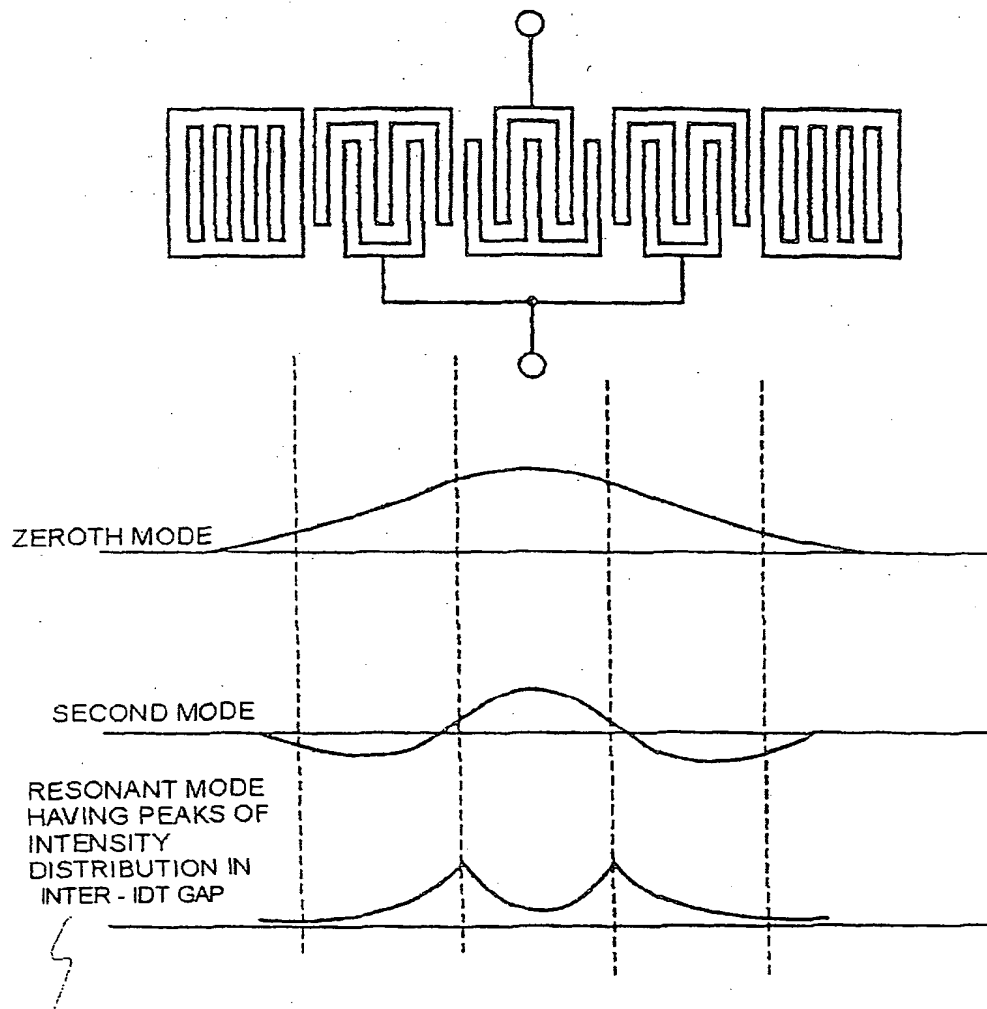 ZEROTH MODE
SECOND MODE
RESONANT MODE
HAVING PEAKS OF
INTENSITY
DISTRIBUTION IN
INTER - IDT GAP